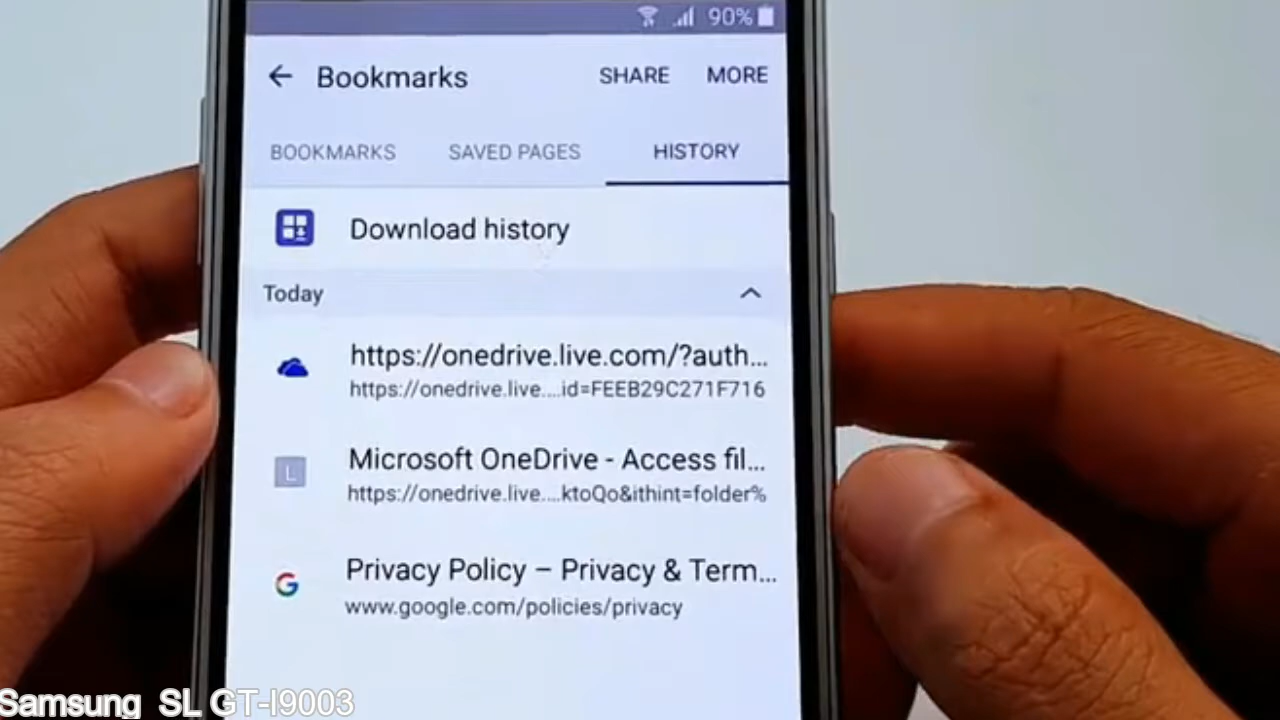 90%
Bookmarks SHARE MORE
BOOKMARKS SAVED PAGES HISTORY
Download history
Today
https://onedrive.live.com/?auth...
https://onedrive.live....id=FEEB29C271F716
L
Microsoft OneDrive - Access fil...
https://onedrive.live....ktoQo&ithint=folder%
G
Privacy Policy – Privacy & Term...
www.google.com/policies/privacy
Samsung SL GT-I9003